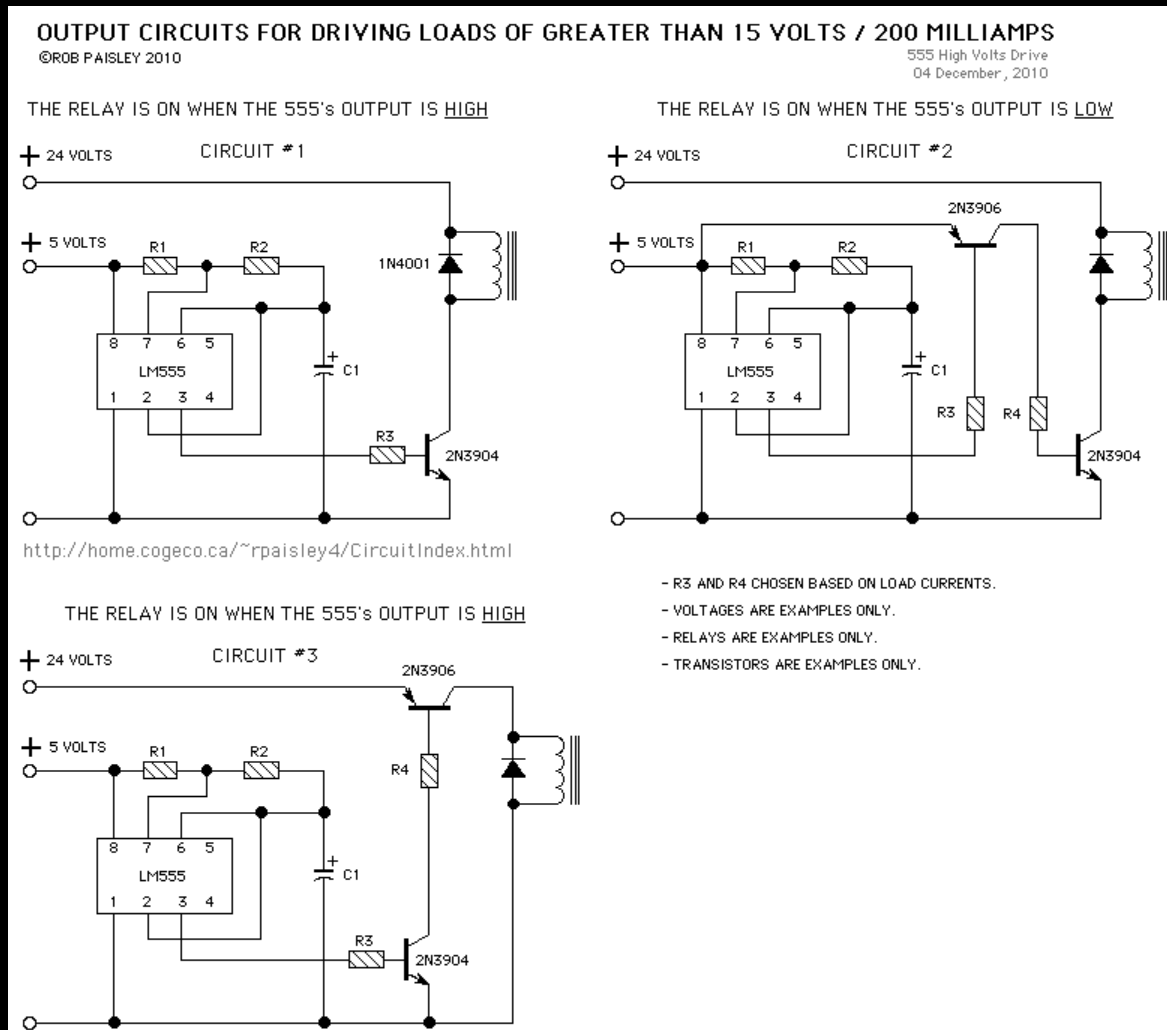 OUTPUT CIRCUITS FOR DRIVING LOADS OF GREATER THAN 15 VOLTS / 200 MILLIAMPS
©ROB PAISLEY 2010
555 High Volts Drive
04 December, 2010
THE RELAY IS ON WHEN THE 555's OUTPUT IS HIGH
+ 24 VOLTS
CIRCUIT #1
+ 5 VOLTS
R1
R2
1N4001
8 7 6 5
LM555
1 2 3 4
+
C1
R3
2N3904
http://home.cogeco.ca/~rpaisley4/CircuitIndex.html
THE RELAY IS ON WHEN THE 555's OUTPUT IS LOW
+ 24 VOLTS
CIRCUIT #2
2N3906
+ 5 VOLTS
R1
R2
8 7 6 5
LM555
1 2 3 4
+
C1
R3
R4
2N3904
- R3 AND R4 CHOSEN BASED ON LOAD CURRENTS.
- VOLTAGES ARE EXAMPLES ONLY.
- RELAYS ARE EXAMPLES ONLY.
- TRANSISTORS ARE EXAMPLES ONLY.
THE RELAY IS ON WHEN THE 555's OUTPUT IS HIGH
+ 24 VOLTS
CIRCUIT #3
2N3906
+ 5 VOLTS
R1
R2
R4
8 7 6 5
LM555
1 2 3 4
+
C1
R3
2N3904